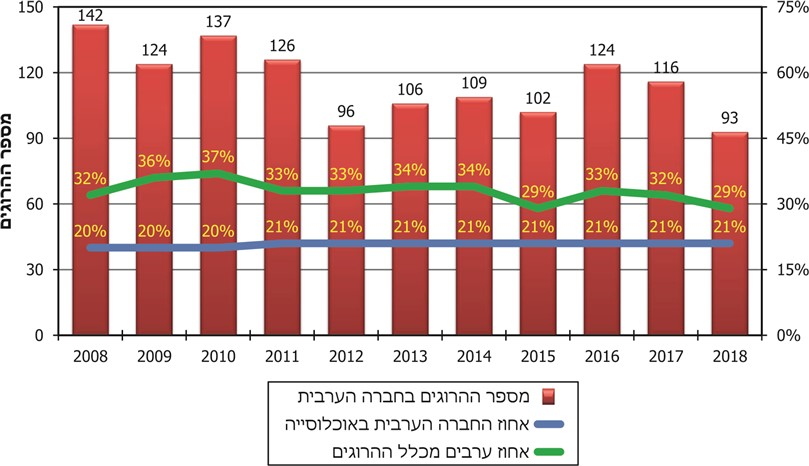 מספר ההרוגים
150 142 124 137 126 96 106 109 102 124 116 93 75%
120 60%
90 45%
60 30%
30 15%
0 0%
32% 36% 37% 33% 33% 34% 34% 29% 33% 32% 29%
20% 20% 20% 21% 21% 21% 21% 21% 21% 21% 21%
2008 2009 2010 2011 2012 2013 2014 2015 2016 2017 2018
מספר ההרוגים בחברה הערבית
אחוז החברה הערבית באוכלוסייה
אחוז ערבים מכלל ההרוגים